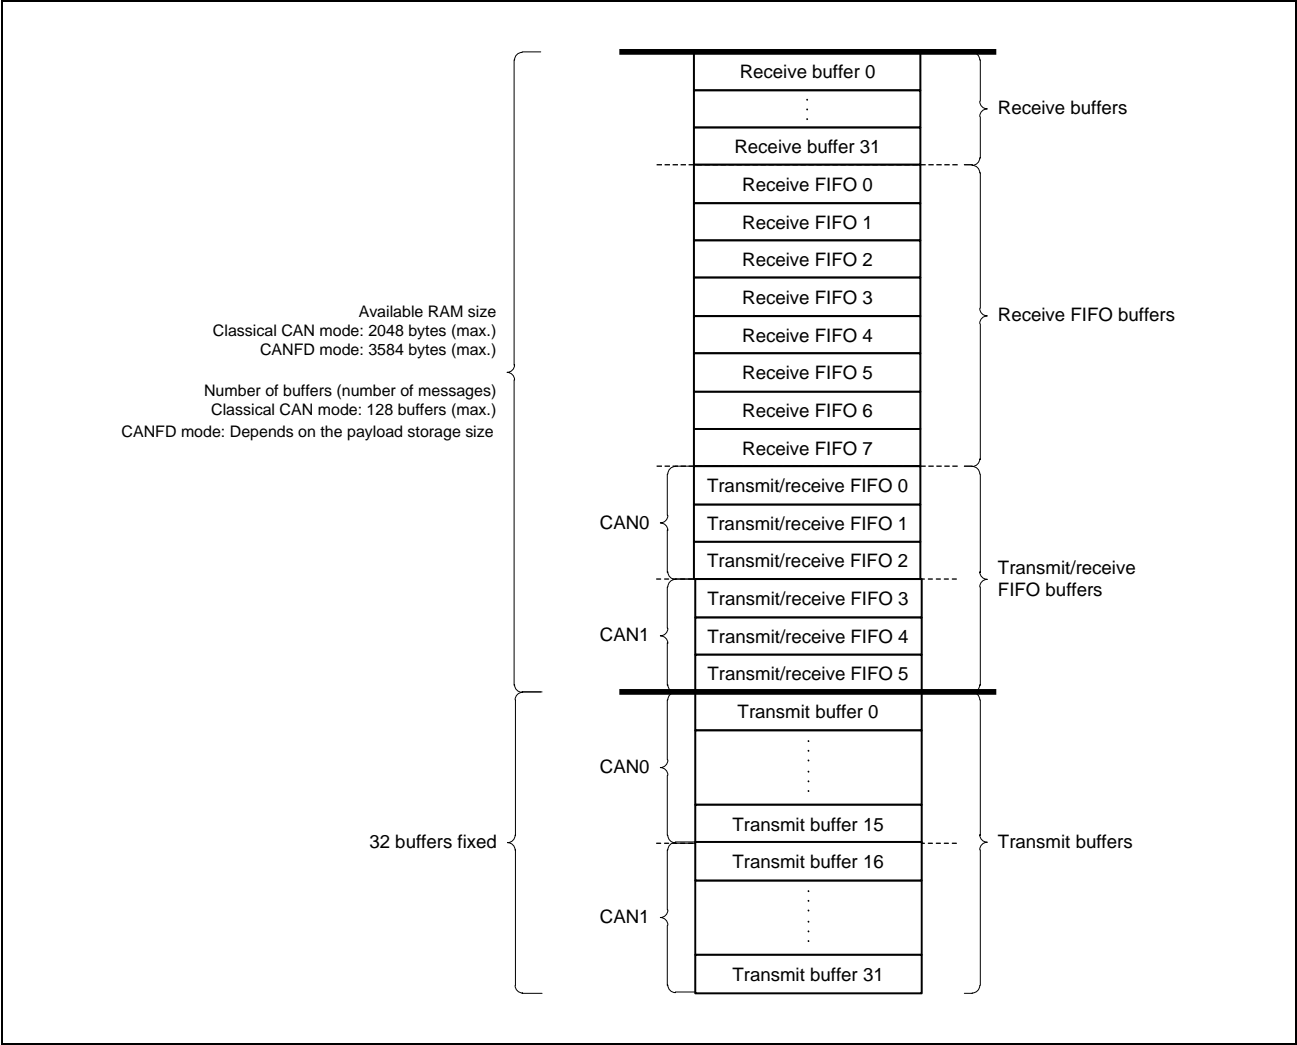 Receive buffer 0
Receive buffers
Receive buffer 31
Receive FIFO 0
Receive FIFO 1
Receive FIFO 2
Receive FIFO 3
Receive FIFO 4
Receive FIFO 5
Receive FIFO 6
Receive FIFO 7
Receive FIFO buffers
Available RAM size
Classical CAN mode: 2048 bytes (max.)
CANFD mode: 3584 bytes (max.)
Number of buffers (number of messages)
Classical CAN mode: 128 buffers (max.)
CANFD mode: Depends on the payload storage size
CAN0
Transmit/receive FIFO 0
Transmit/receive FIFO 1
Transmit/receive FIFO 2
CAN1
Transmit/receive FIFO 3
Transmit/receive FIFO 4
Transmit/receive FIFO 5
Transmit/receive
FIFO buffers
32 buffers fixed
CAN0
Transmit buffer 0
Transmit buffer 15
CAN1
Transmit buffer 16
Transmit buffer 31
Transmit buffers